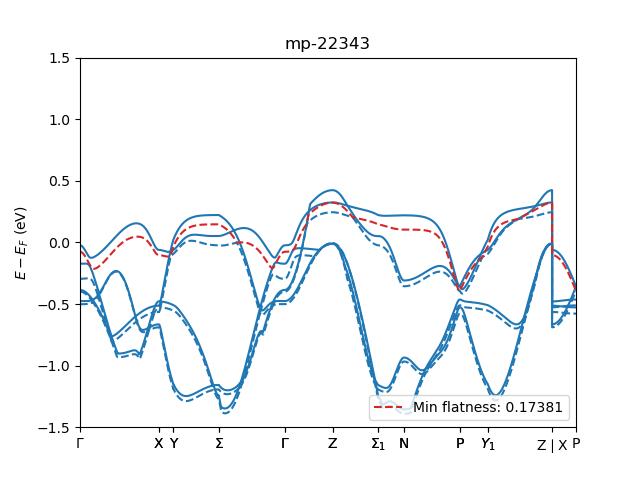 mp-22343
E − E_F (eV)
1.5
1.0
0.5
0.0
−0.5
−1.0
−1.5
Min flatness: 0.17381
Γ X Y Σ Γ Z Σ₁ N P Y₁ Z | X P